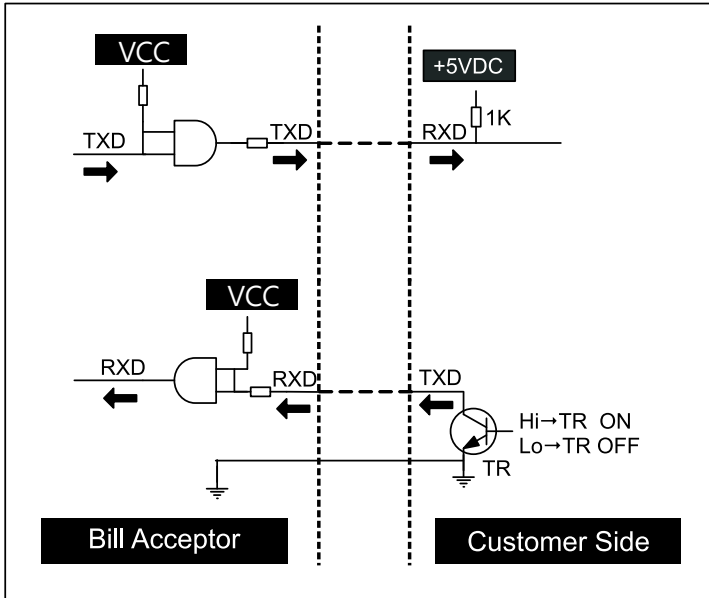 VCC
+5VDC
1K
TXD
TXD
RXD
VCC
RXD
RXD
TXD
Hi→TR ON
Lo→TR OFF
TR
Bill Acceptor
Customer Side